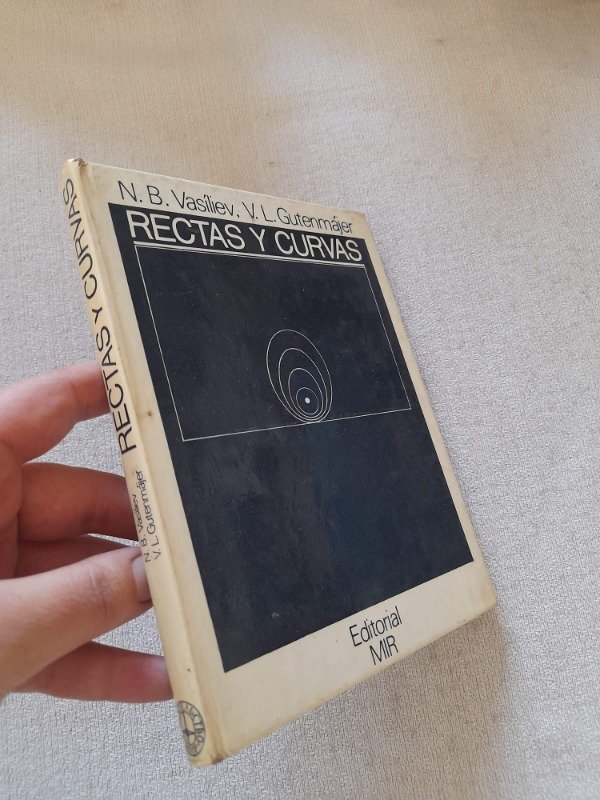 N. B. Vasíliev, V. L. Gutenmájer
RECTAS Y CURVAS
Editorial
MIR
RECTAS Y CURVAS
N. B. Vasíliev
V. L. Gutenmájer